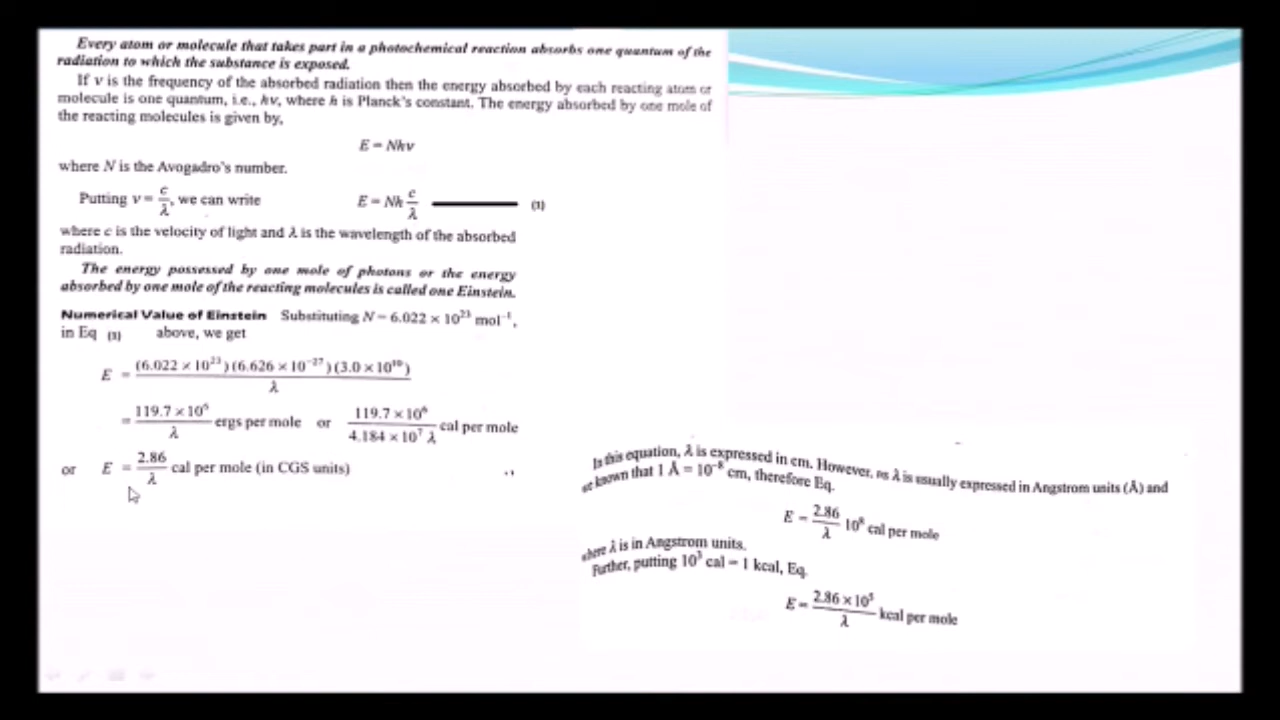 Every atom or molecule that takes part in a photochemical reaction absorbs one quantum of the
radiation to which the substance is exposed.
If ν is the frequency of the absorbed radiation then the energy absorbed by each reacting atom or
molecule is one quantum, i.e., hν, where h is Planck's constant. The energy absorbed by one mole of
the reacting molecules is given by,
E = Nhν
where N is the Avogadro's number.
Putting ν = c/λ, we can write E = Nh c/λ (1)
where c is the velocity of light and λ is the wavelength of the absorbed
radiation.
The energy possessed by one mole of photons or the energy
absorbed by one mole of the reacting molecules is called one Einstein.
Numerical Value of Einstein Substituting N = 6.022 × 10²³ mol⁻¹,
in Eq (1) above, we get
E = (6.022 × 10²³)(6.626 × 10⁻²⁷)(3.0 × 10¹⁰) / λ
= 119.7 × 10⁶ / λ ergs per mole or 119.7 × 10⁶ / 4.184 × 10⁷ λ cal per mole
or E = 2.86 / λ cal per mole (in CGS units)
In this equation, λ is expressed in cm. However, as λ is usually expressed in Angstrom units (Å) and
known that 1 Å = 10⁻⁸ cm, therefore Eq.
E = 2.86 / λ 10⁸ cal per mole
where λ is in Angstrom units.
Further, putting 10³ cal = 1 kcal, Eq.
E = 2.86 × 10⁵ / λ kcal per mole